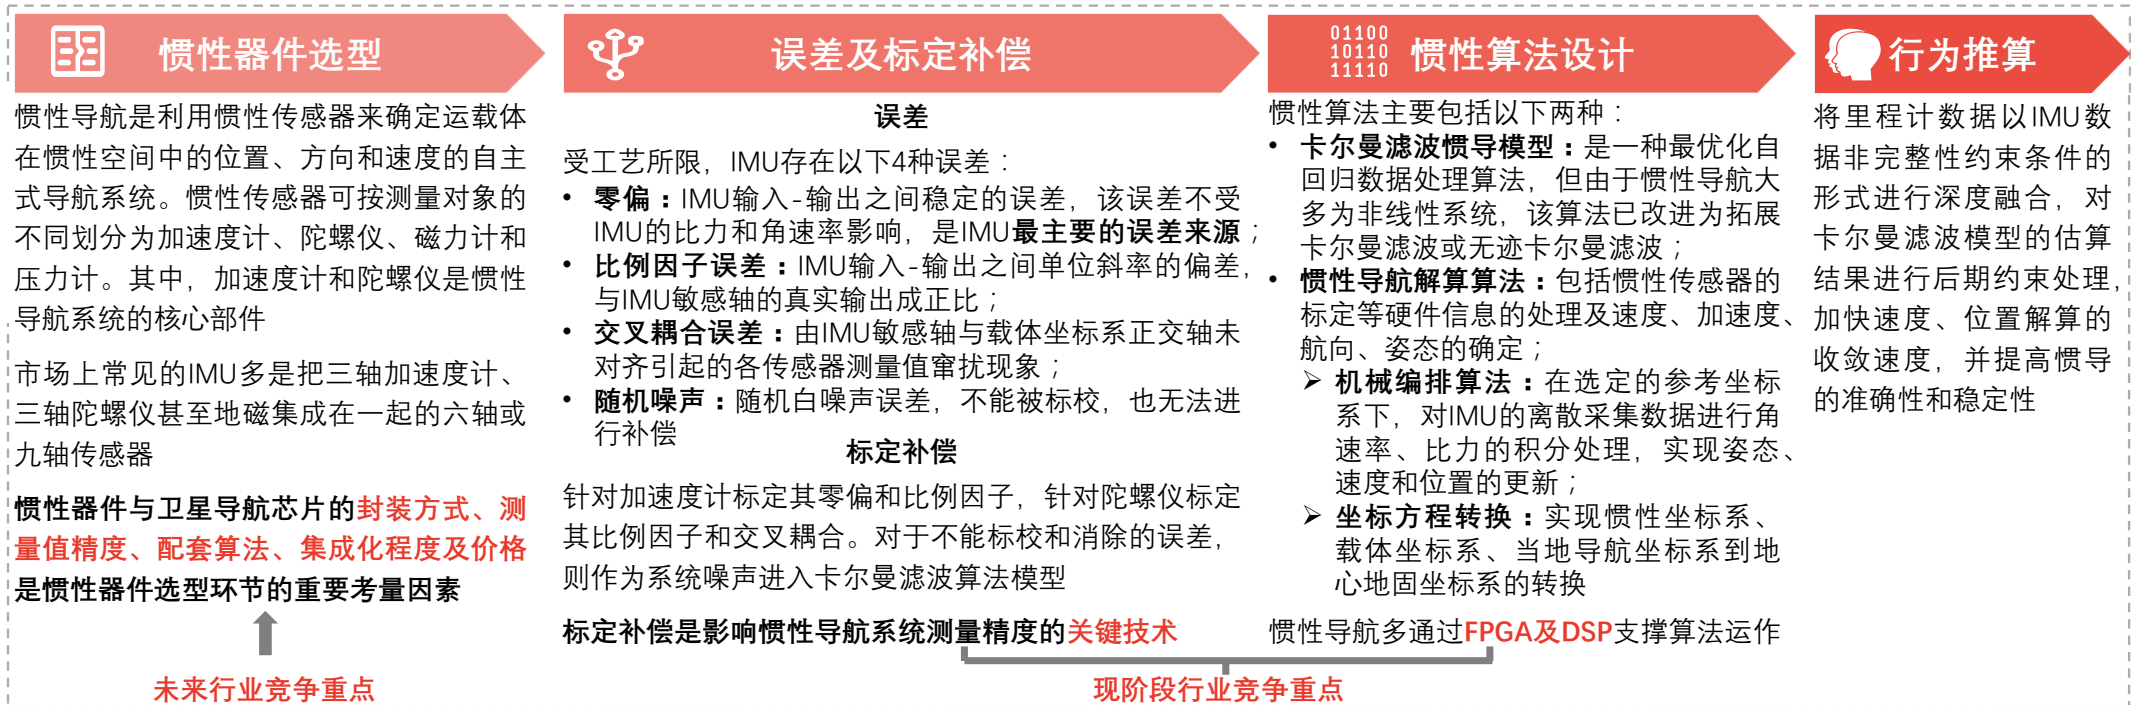 惯性器件选型
惯性导航是利用惯性传感器来确定运载体
在惯性空间中的位置、方向和速度的自主
式导航系统。惯性传感器可按测量对象的
不同划分为加速度计、陀螺仪、磁力计和
压力计。其中，加速度计和陀螺仪是惯性
导航系统的核心部件
市场上常见的IMU多是把三轴加速度计、
三轴陀螺仪甚至地磁集成在一起的六轴或
九轴传感器
惯性器件与卫星导航芯片的封装方式、测
量值精度、配套算法、集成化程度及价格
是惯性器件选型环节的重要考量因素
未来行业竞争重点
误差及标定补偿
误差
受工艺所限，IMU存在以下4种误差：
• 零偏：IMU输入-输出之间稳定的误差，该误差不受
IMU的比力和角速率影响，是IMU最主要的误差来源；
• 比例因子误差：IMU输入-输出之间单位斜率的偏差，
与IMU敏感轴的真实输出成正比；
• 交叉耦合误差：由IMU敏感轴与载体坐标系正交轴未
对齐引起的各传感器测量值窜扰现象；
• 随机噪声：随机白噪声误差，不能被标校，也无法进
行补偿
标定补偿
针对加速度计标定其零偏和比例因子，针对陀螺仪标定
其比例因子和交叉耦合。对于不能标校和消除的误差，
则作为系统噪声进入卡尔曼滤波算法模型
标定补偿是影响惯性导航系统测量精度的关键技术
01100
10110
11110
惯性算法设计
惯性算法主要包括以下两种：
• 卡尔曼滤波惯导模型：是一种最优化自
回归数据处理算法，但由于惯性导航大
多为非线性系统，该算法已改进为拓展
卡尔曼滤波或无迹卡尔曼滤波；
• 惯性导航解算算法：包括惯性传感器的
标定等硬件信息的处理及速度、加速度、
航向、姿态的确定；
➢ 机械编排算法：在选定的参考坐标
系下，对IMU的离散采集数据进行角
速率、比力的积分处理，实现姿态、
速度和位置的更新；
➢ 坐标方程转换：实现惯性坐标系、
载体坐标系、当地导航坐标系到地
心地固坐标系的转换
惯性导航多通过FPGA及DSP支撑算法运作
现阶段行业竞争重点
行为推算
将里程计数据以IMU数
据非完整性约束条件的
形式进行深度融合，对
卡尔曼滤波模型的估算
结果进行后期约束处理，
加快速度、位置解算的
收敛速度，并提高惯导
的准确性和稳定性